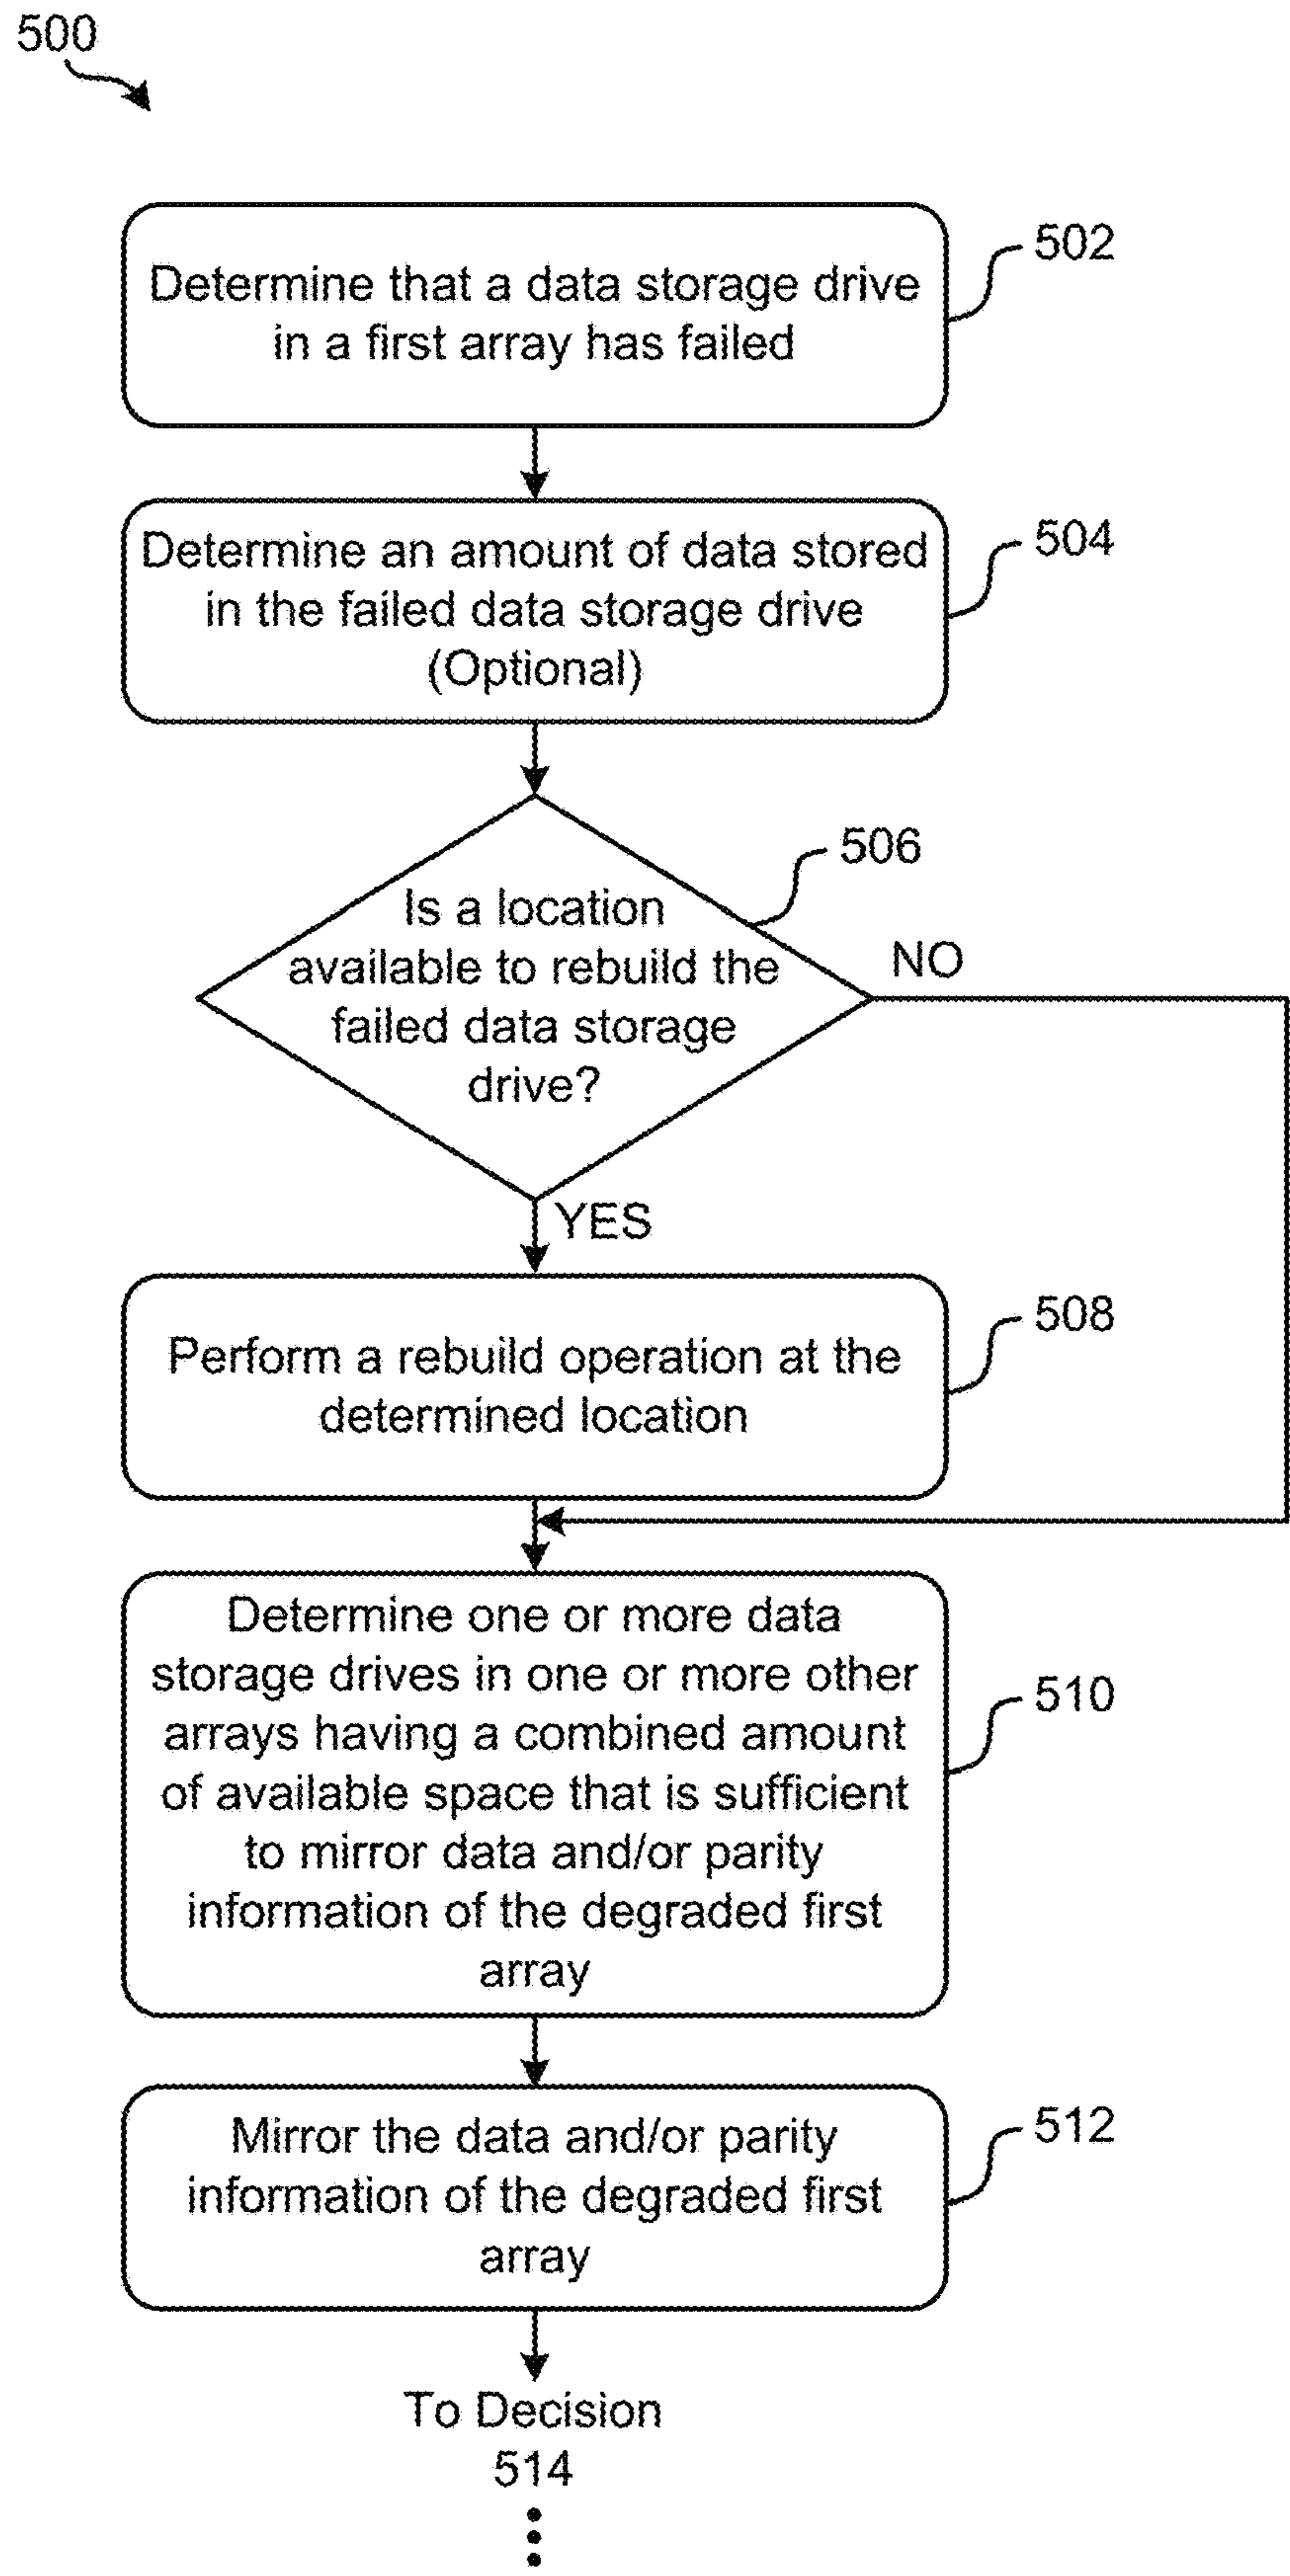 500
Determine that a data storage drive
in a first array has failed
502
Determine an amount of data stored
in the failed data storage drive
(Optional)
504
Is a location
available to rebuild the
failed data storage
drive?
506
NO
YES
Perform a rebuild operation at the
determined location
508
Determine one or more data
storage drives in one or more other
arrays having a combined amount
of available space that is sufficient
to mirror data and/or parity
information of the degraded first
array
510
Mirror the data and/or parity
information of the degraded first
array
512
To Decision
514